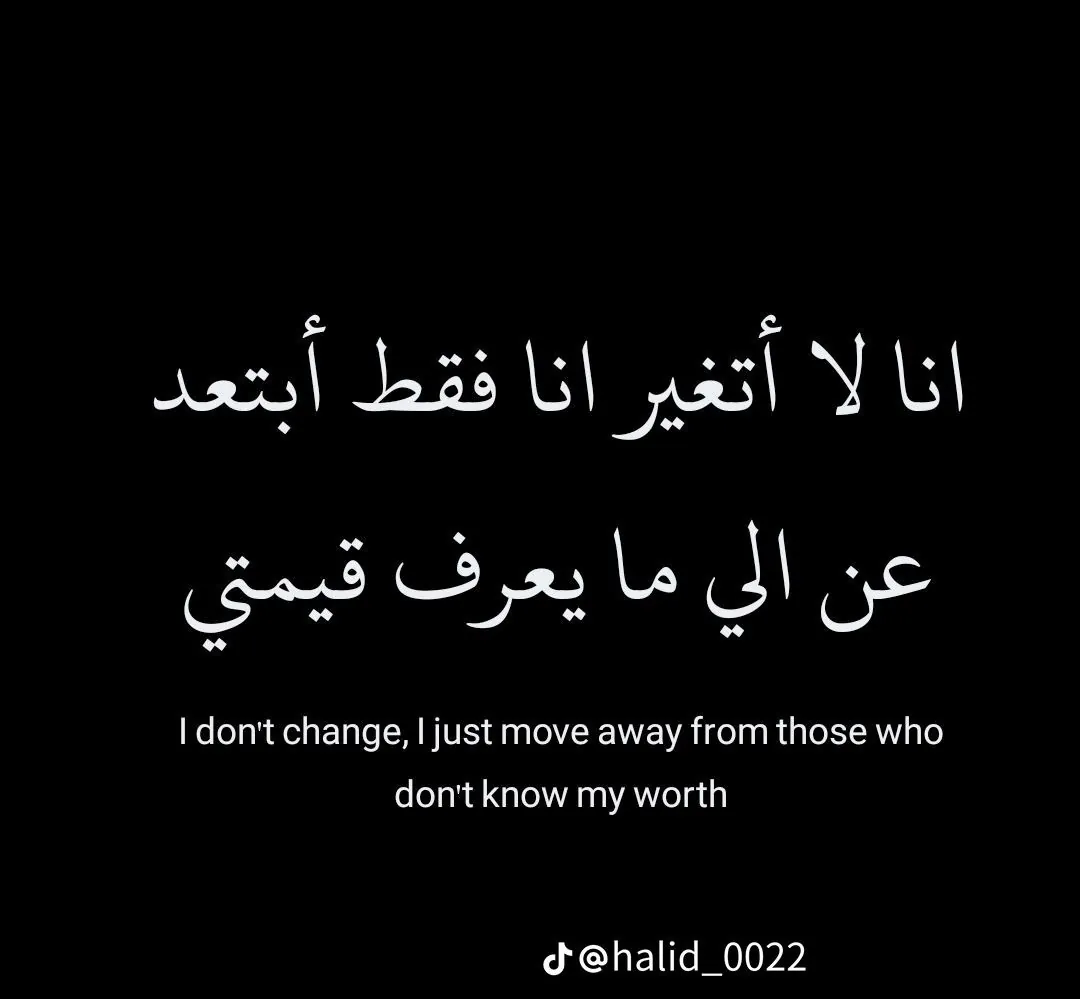 انا لا أتغير انا فقط أبتعد
عن الي ما يعرف قيمتي
I don't change, I just move away from those who
don't know my worth
@halid_0022